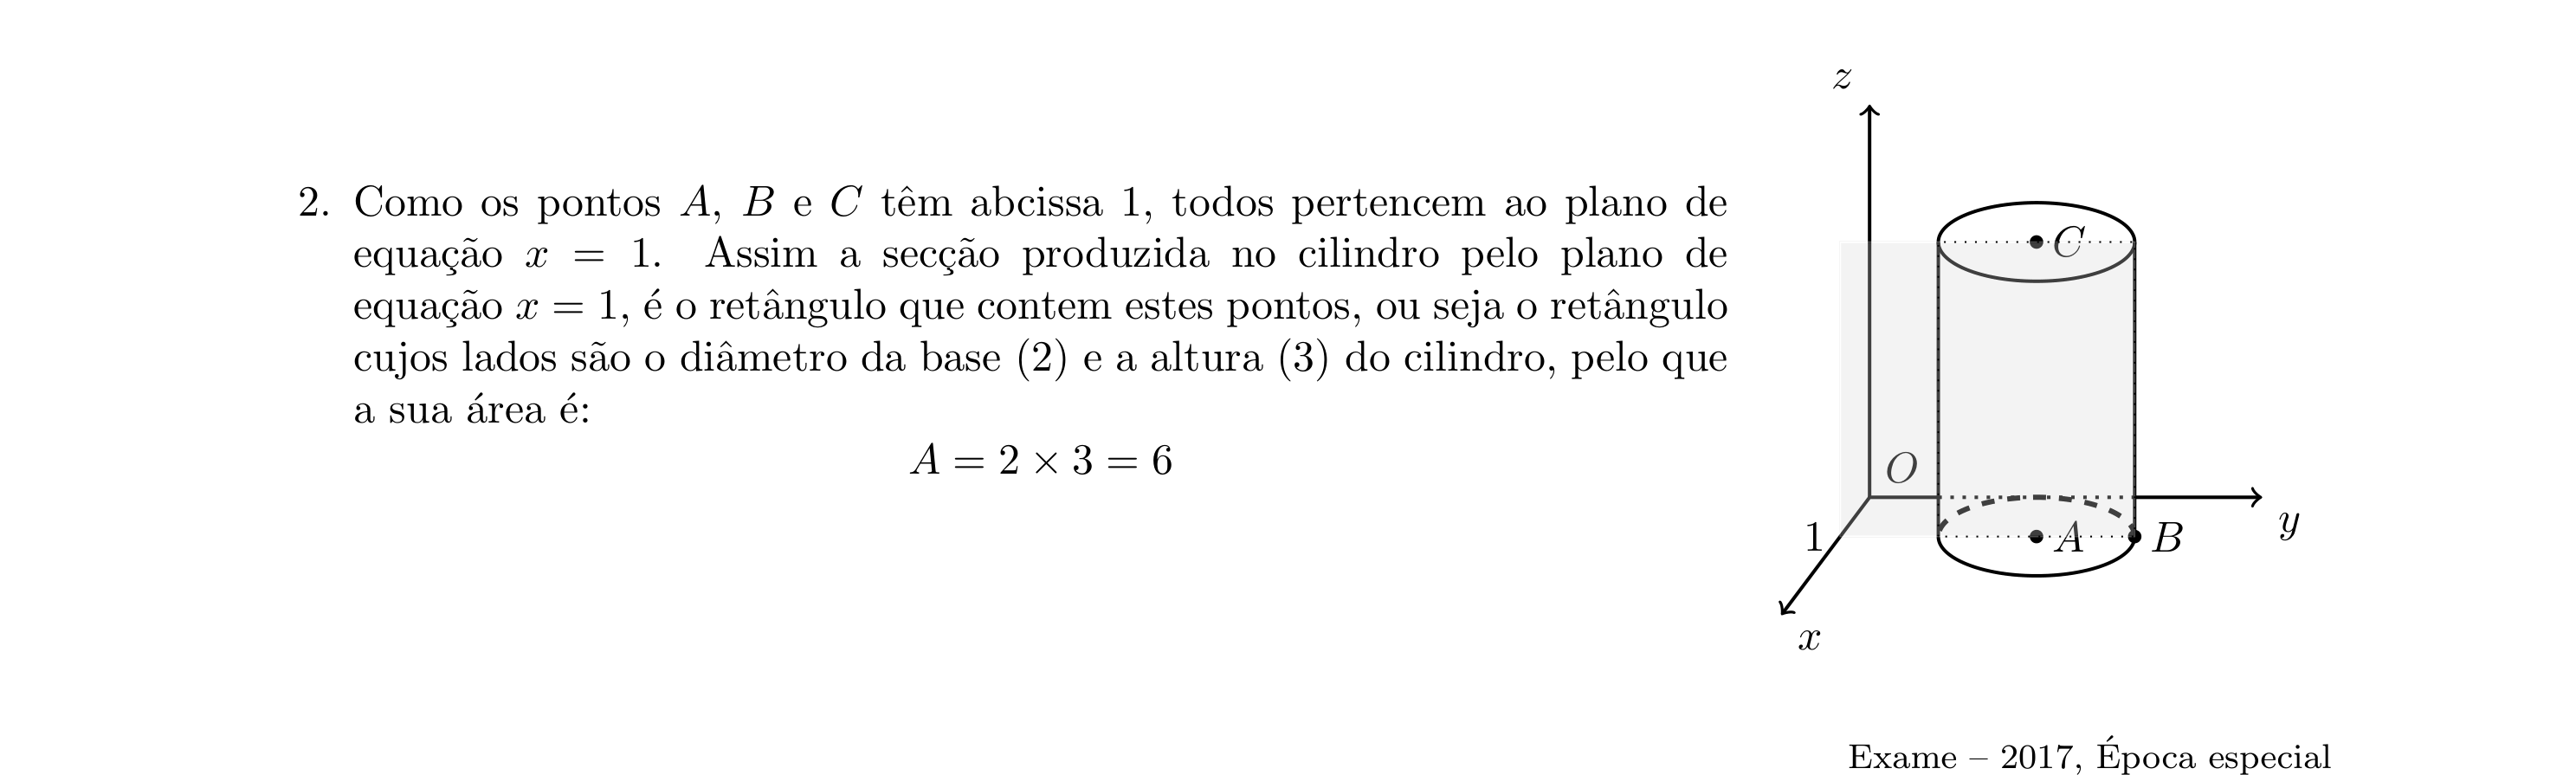 2. Como os pontos A, B e C têm abcissa 1, todos pertencem ao plano de
equação x = 1. Assim a secção produzida no cilindro pelo plano de
equação x = 1, é o retângulo que contem estes pontos, ou seja o retângulo
cujos lados são o diâmetro da base (2) e a altura (3) do cilindro, pelo que
a sua área é:
A = 2 × 3 = 6
z
C
O
1
A
B
y
x
Exame – 2017, Época especial